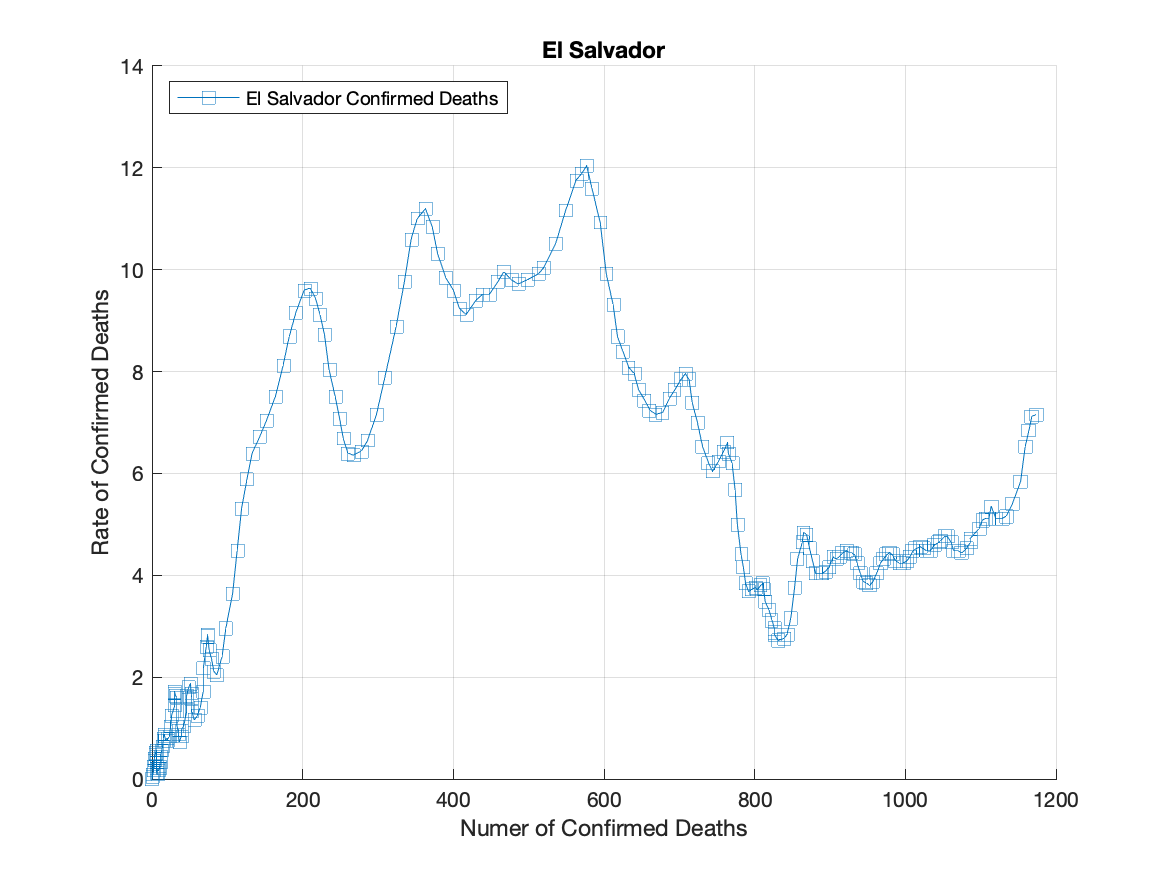 El Salvador
El Salvador Confirmed Deaths
14
12
10
8
6
4
2
0
Rate of Confirmed Deaths
0 200 400 600 800 1000 1200
Numer of Confirmed Deaths